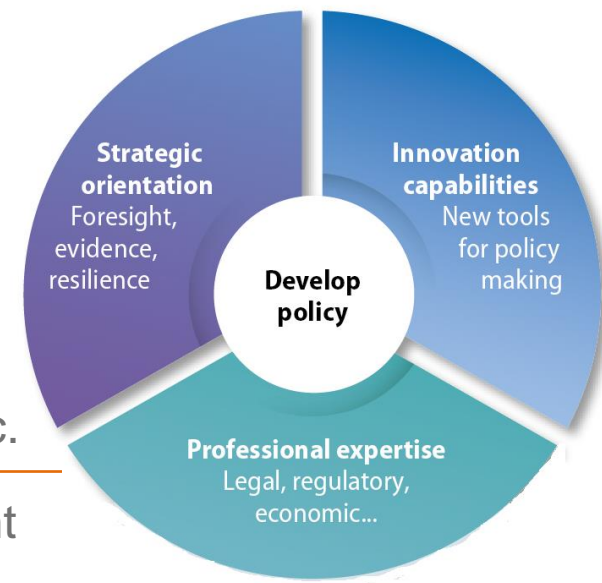 Strategic
orientation
Foresight,
evidence,
resilience
Innovation
capabilities
New tools
for policy
making
Develop
policy
Professional expertise
Legal, regulatory,
economic...
c.
nt